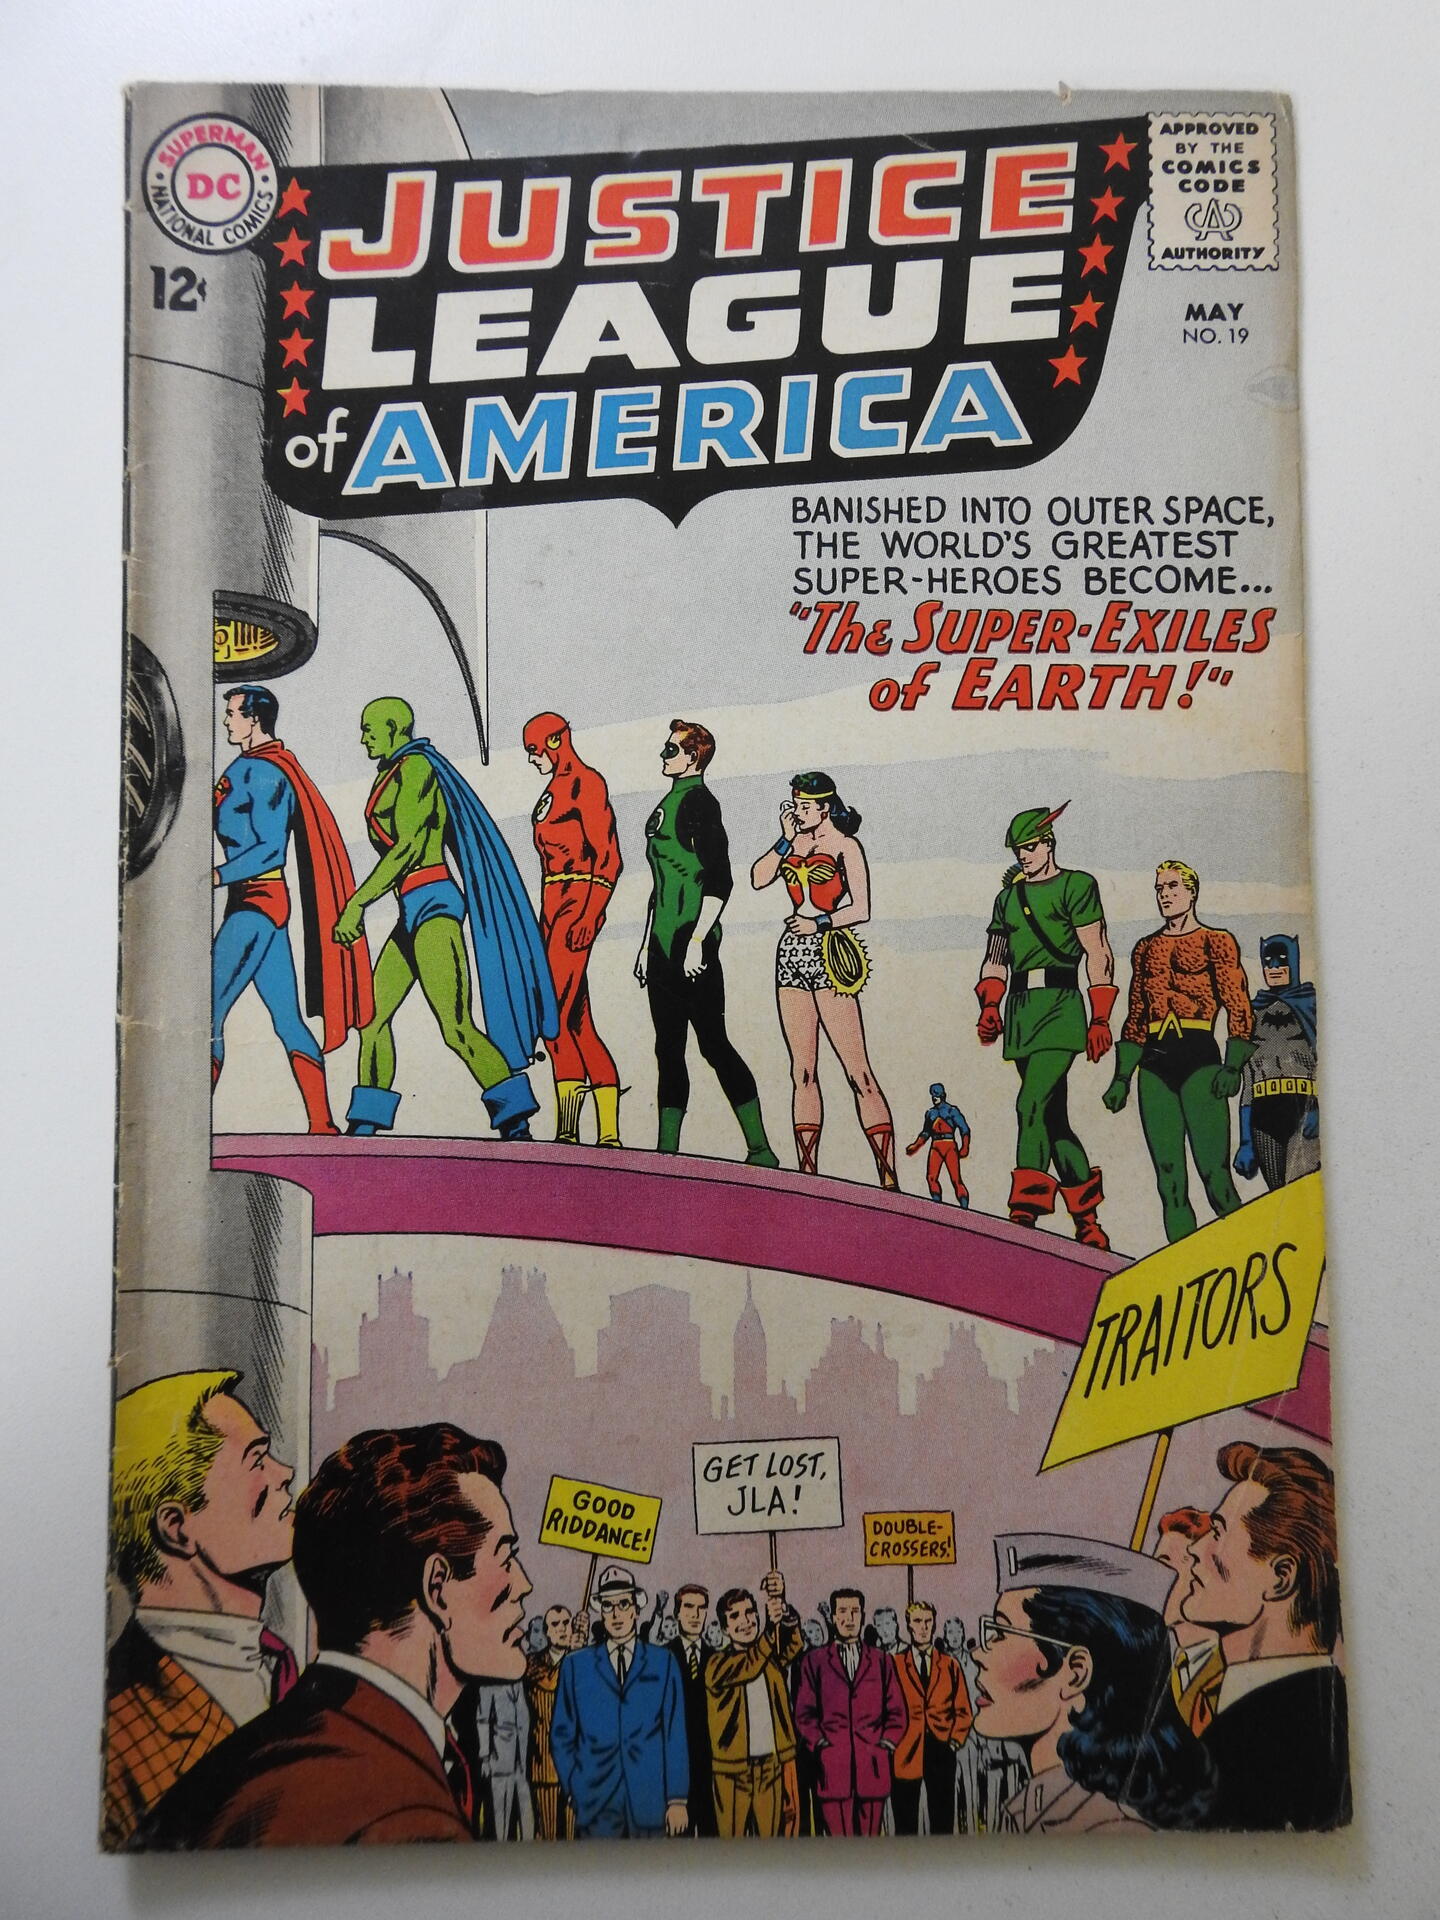 SUPERMAN
DC
NATIONAL COMICS
12¢
JUSTICE
LEAGUE
of AMERICA
APPROVED
BY THE
COMICS
CODE
CA
AUTHORITY
MAY
NO. 19
BANISHED INTO OUTER SPACE,
THE WORLD'S GREATEST
SUPER-HEROES BECOME...
"The SUPER-EXILES
of EARTH!"
TRAITORS
GET LOST,
JLA!
GOOD
RIDDANCE!
DOUBLE-
CROSSERS!